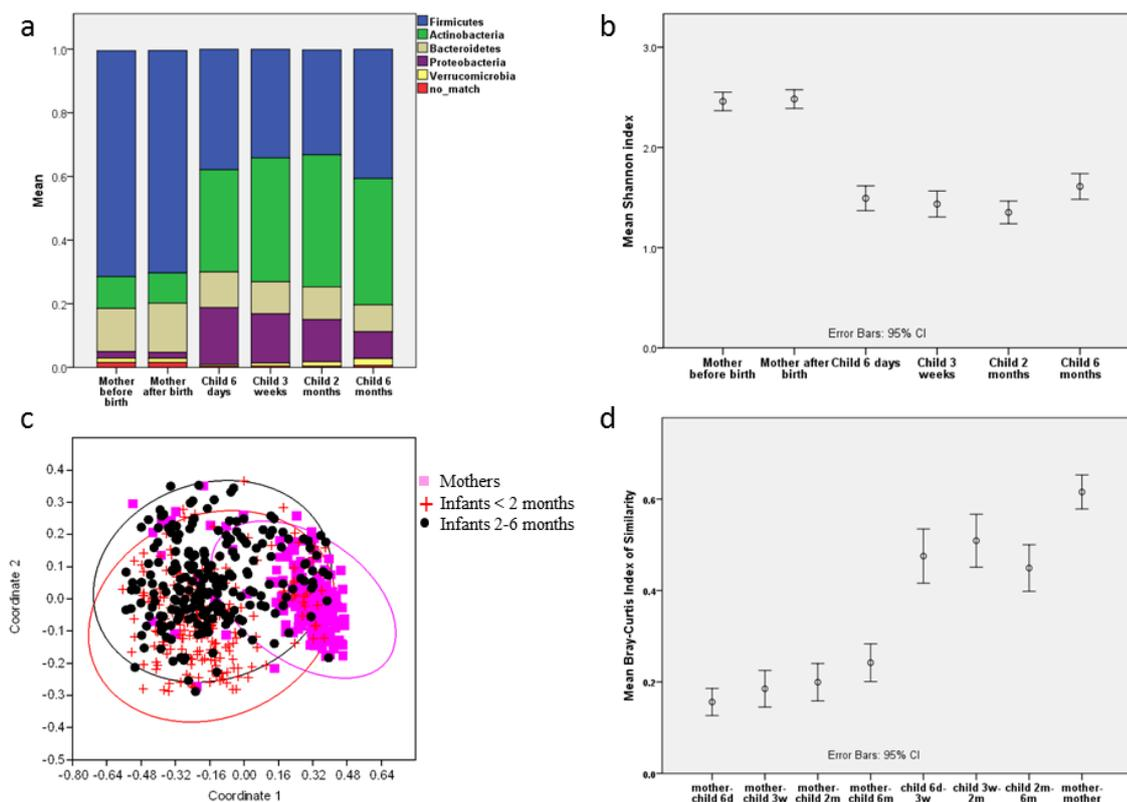 a
Firmicutes
Actinobacteria
Bacteroidetes
Proteobacteria
Verrucomicrobia
no_match
Mean
1.0
0.8
0.6
0.4
0.2
0.0
Mother before birth
Mother after birth
Child 6 days
Child 3 weeks
Child 2 months
Child 6 months
b
Mean Shannon index
3.0
2.0
1.0
0.0
Error Bars: 95% CI
Mother before birth
Mother after birth
Child 6 days
Child 3 weeks
Child 2 months
Child 6 months
c
Mothers
Infants < 2 months
Infants 2-6 months
Coordinate 2
0.4
0.3
0.2
0.1
0.0
-0.1
-0.2
-0.3
-0.4
-0.5
-0.80 -0.64 -0.48 -0.32 -0.16 0.00 0.16 0.32 0.48 0.64
Coordinate 1
d
Mean Bray-Curtis Index of Similarity
0.6
0.4
0.2
0.0
Error Bars: 95% CI
mother-child 6d
mother-child 3w
mother-child 2m
mother-child 6m
child 6d-3w
child 3w-2m
child 2m-6m
mother-mother